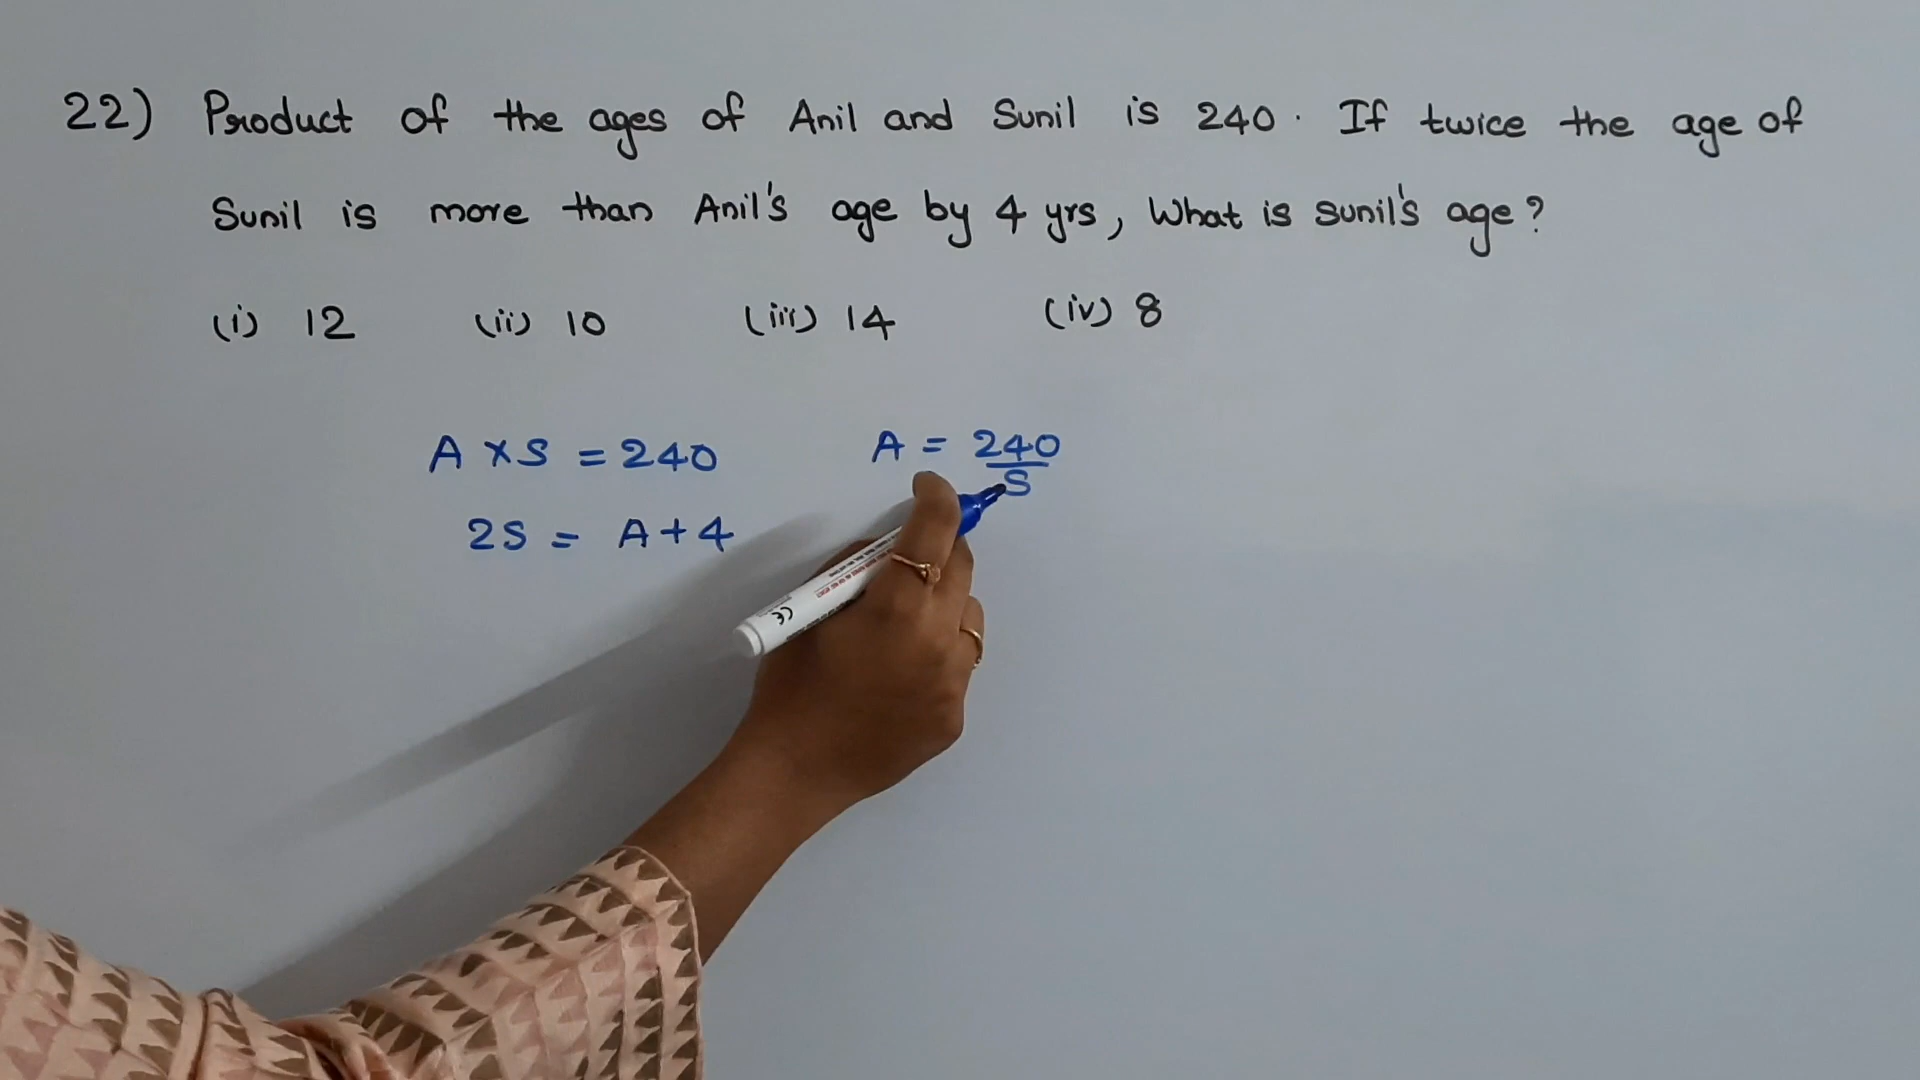 22) Product of the ages of Anil and Sunil is 240. If twice the age of
Sunil is more than Anil's age by 4 yrs, What is sunil's age?
(i) 12 (ii) 10 (iii) 14 (iv) 8
A × S = 240
2S = A + 4
A = 240
S
CE